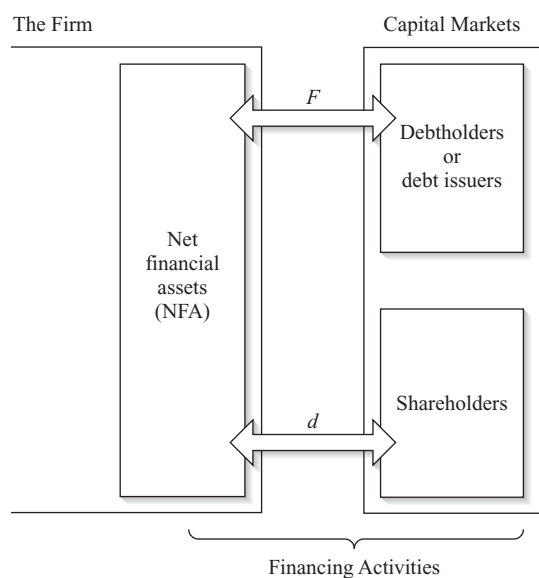 The Firm
Capital Markets
F
Debtholders
or
debt issuers
Net
financial
assets
(NFA)
Shareholders
d
Financing Activities